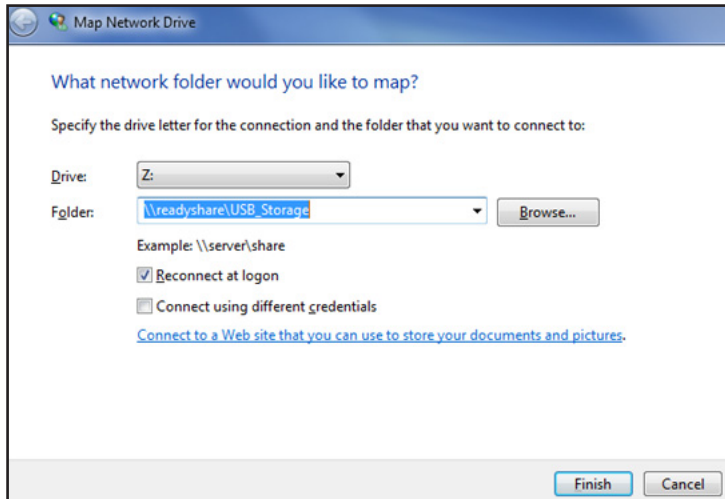 Map Network Drive
What network folder would you like to map?
Specify the drive letter for the connection and the folder that you want to connect to:
Drive: Z:
Folder: \\readyshare\USB_Storage Browse...
Example: \\server\share
Reconnect at logon
Connect using different credentials
Connect to a Web site that you can use to store your documents and pictures.
Finish Cancel